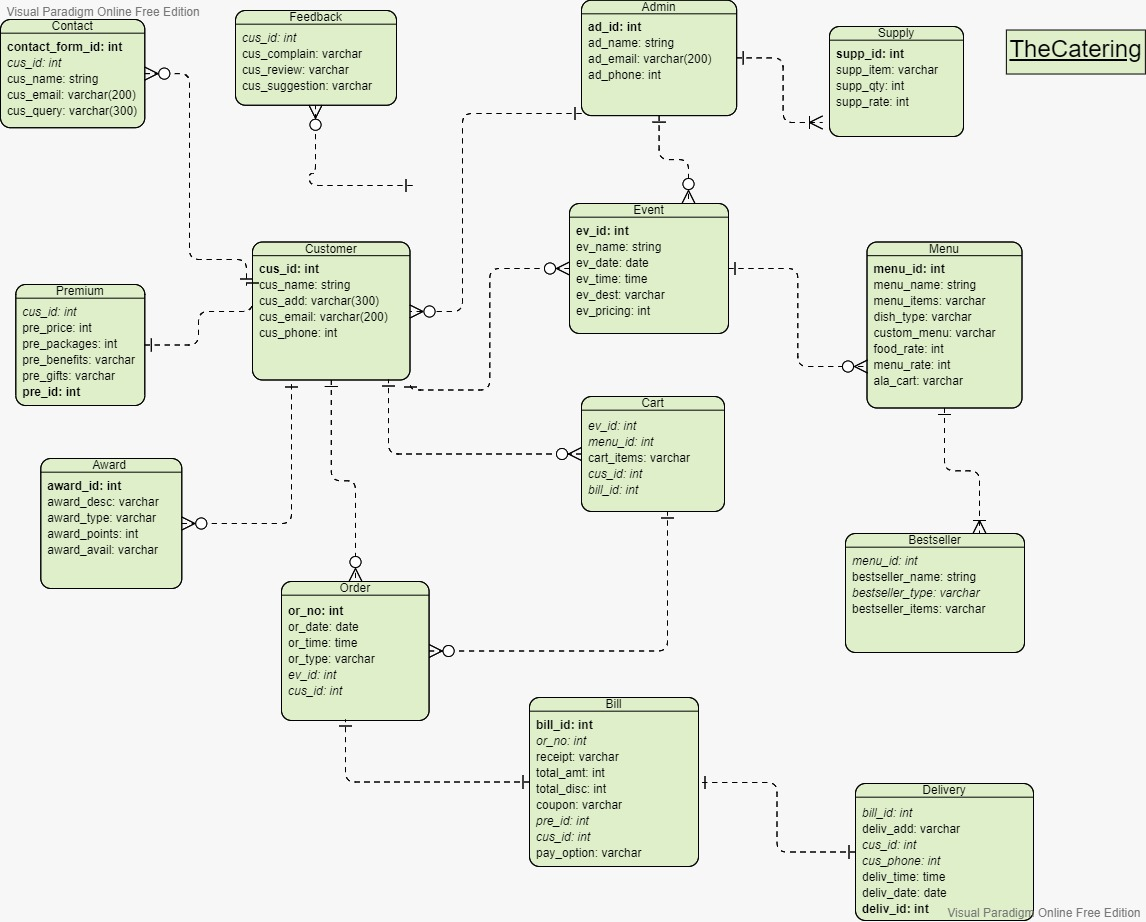 Visual Paradigm Online Free Edition
Contact
contact_form_id: int
cus_id: int
cus_name: string
cus_email: varchar(200)
cus_query: varchar(300)
Feedback
cus_id: int
cus_complain: varchar
cus_review: varchar
cus_suggestion: varchar
Admin
ad_id: int
ad_name: string
ad_email: varchar(200)
ad_phone: int
Supply
supp_id: int
supp_item: varchar
supp_qty: int
supp_rate: int
TheCatering
Premium
cus_id: int
pre_price: int
pre_packages: int
pre_benefits: varchar
pre_gifts: varchar
pre_id: int
Customer
cus_id: int
cus_name: string
cus_add: varchar(300)
cus_email: varchar(200)
cus_phone: int
Event
ev_id: int
ev_name: string
ev_date: date
ev_time: time
ev_dest: varchar
ev_pricing: int
Menu
menu_id: int
menu_name: string
menu_items: varchar
dish_type: varchar
custom_menu: varchar
food_rate: int
menu_rate: int
ala_cart: varchar
Award
award_id: int
award_desc: varchar
award_type: varchar
award_points: int
award_avail: varchar
Cart
ev_id: int
menu_id: int
cart_items: varchar
cus_id: int
bill_id: int
Bestseller
menu_id: int
bestseller_name: string
bestseller_type: varchar
bestseller_items: varchar
Order
or_no: int
or_date: date
or_time: time
or_type: varchar
ev_id: int
cus_id: int
Bill
bill_id: int
or_no: int
receipt: varchar
total_amt: int
total_disc: int
coupon: varchar
pre_id: int
cus_id: int
pay_option: varchar
Delivery
bill_id: int
deliv_add: varchar
cus_id: int
cus_phone: int
deliv_time: time
deliv_date: date
deliv_id: int
Visual Paradigm Online Free Edition